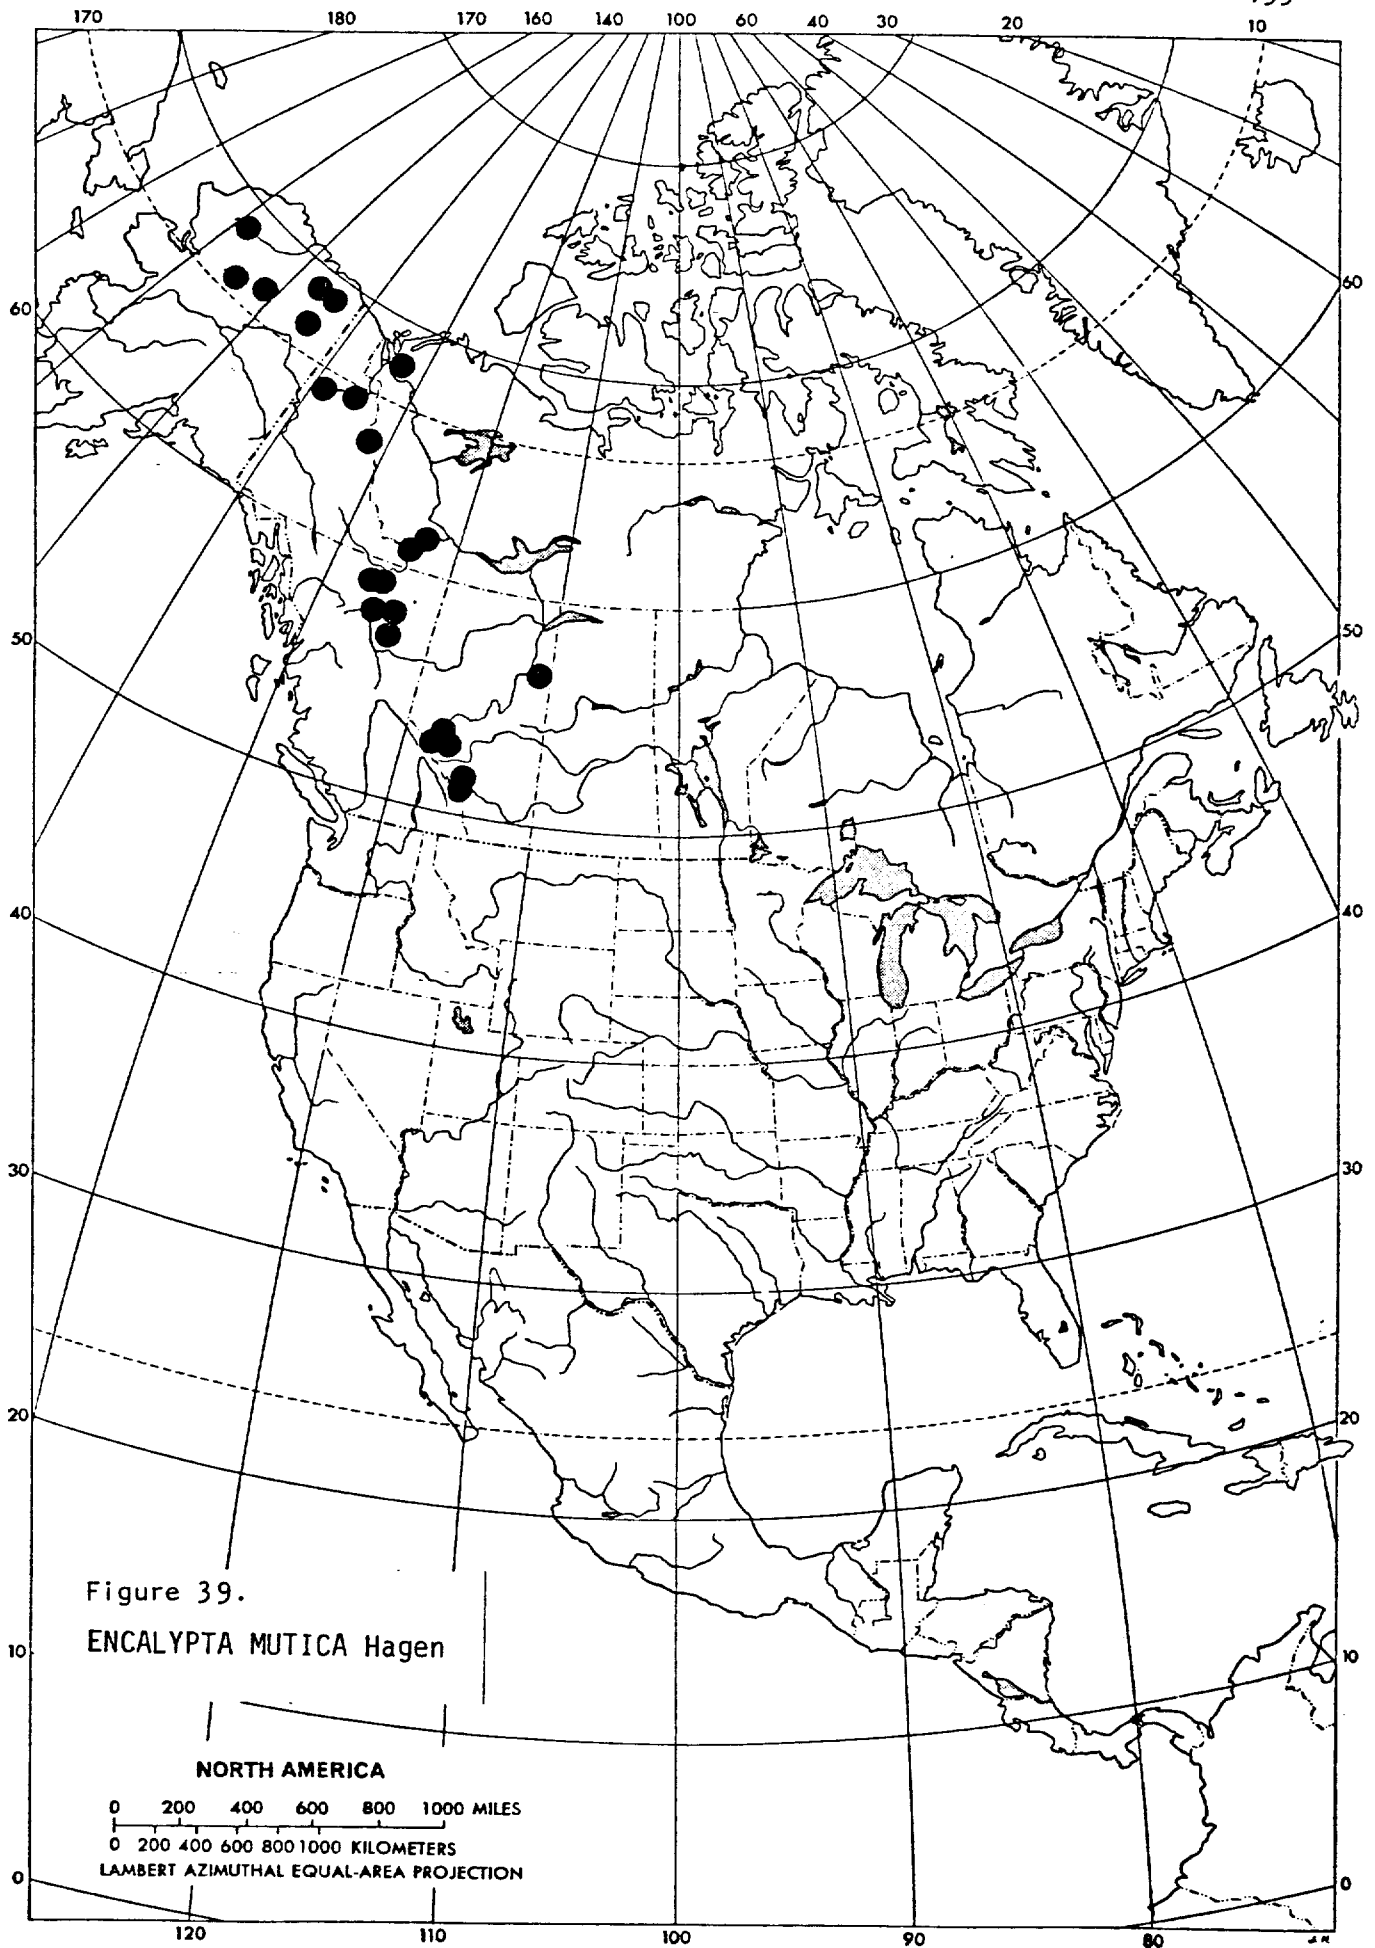 170 180 170 160 140 100 60 40 30 20 10
60 60
50 50
40 40
30 30
20 20
Figure 39.
ENCALYPTA MUTICA Hagen
10 10
NORTH AMERICA
0 200 400 600 800 1000 MILES
0 200 400 600 800 1000 KILOMETERS
LAMBERT AZIMUTHAL EQUAL-AREA PROJECTION
0 0
120 110 100 90 80